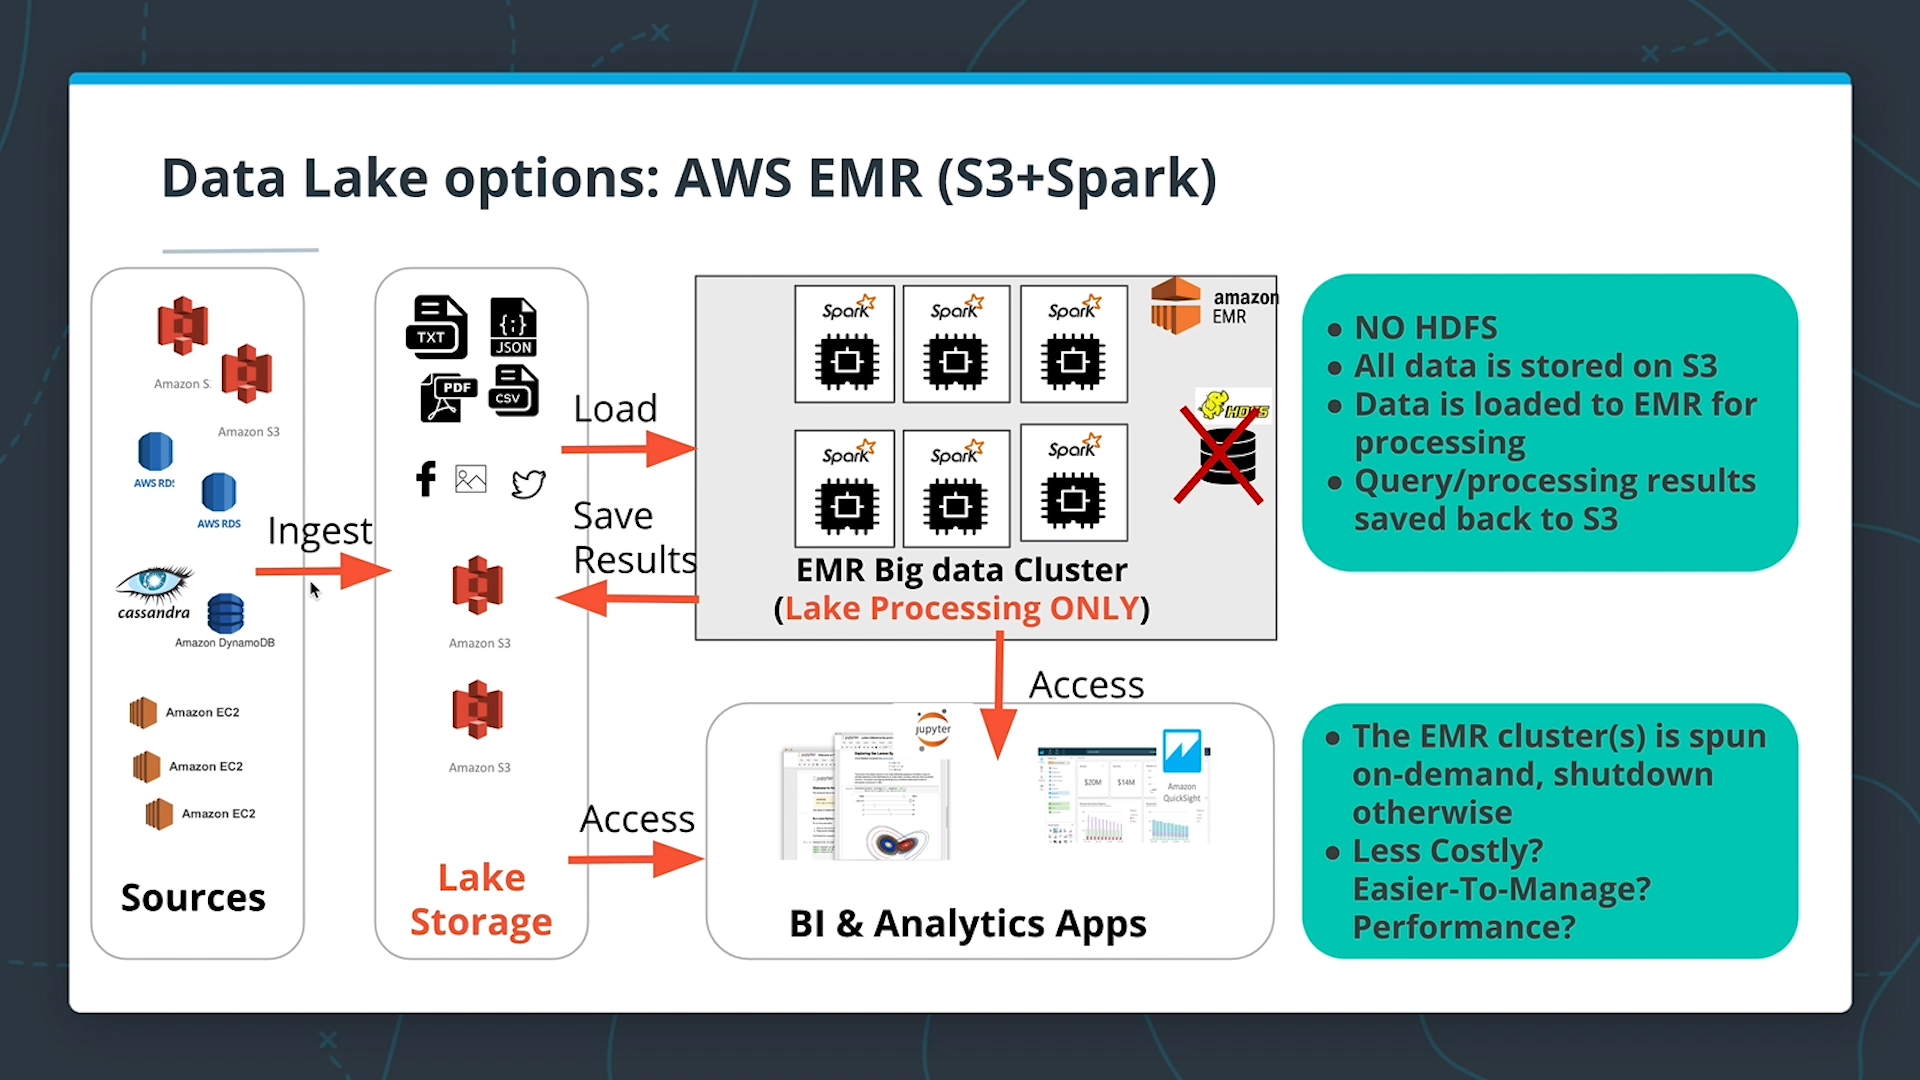 Data Lake options: AWS EMR (S3+Spark)
Amazon S
Amazon S3
AWS RDS
AWS RDS
cassandra
Amazon DynamoDB
Amazon EC2
Amazon EC2
Amazon EC2
Sources
Ingest
TXT
{;}
JSON
PDF
CSV
Amazon S3
Amazon S3
Lake
Storage
Load
Save
Results
Access
Spark
Spark
Spark
Spark
Spark
Spark
amazon
EMR
HDFS
EMR Big data Cluster
(Lake Processing ONLY)
Access
jupyter
$20M
$14M
Amazon
QuickSight
BI & Analytics Apps
● NO HDFS
● All data is stored on S3
● Data is loaded to EMR for
processing
● Query/processing results
saved back to S3
● The EMR cluster(s) is spun
on-demand, shutdown
otherwise
● Less Costly?
Easier-To-Manage?
Performance?